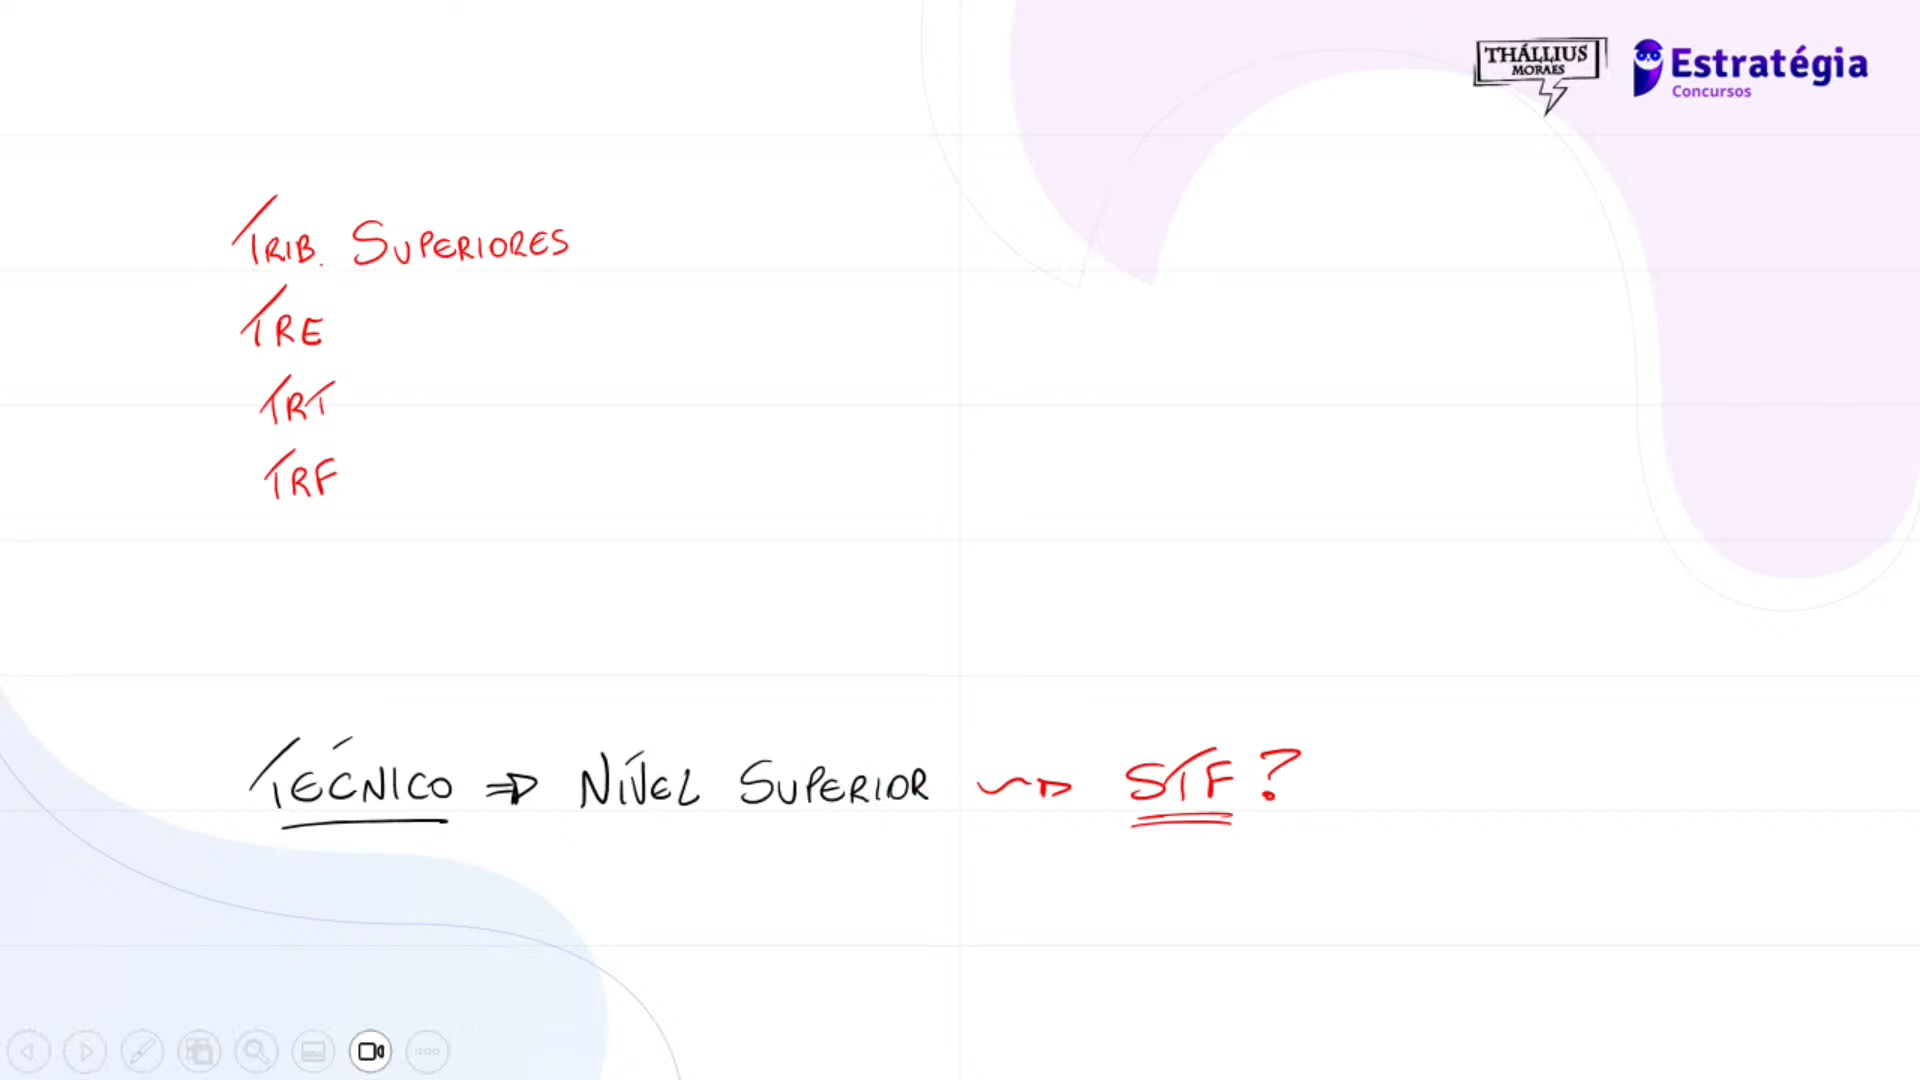 THÁLLIUS
MORAES
Estratégia
Concursos
TRIB. SUPERIORES
TRE
TRT
TRF
TÉCNICO ⇒ NÍVEL SUPERIOR ⇝ STF?